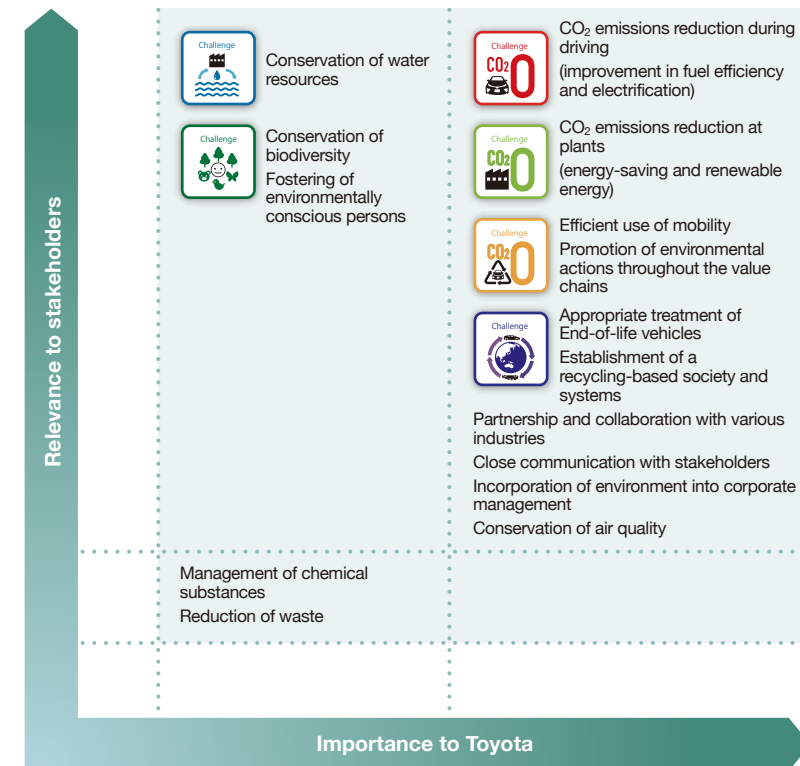 Relevance to stakeholders
Challenge
Conservation of water
resources
Challenge
Conservation of
biodiversity
Fostering of
environmentally
conscious persons
Challenge
CO2 0
CO₂ emissions reduction during
driving
(improvement in fuel efficiency
and electrification)
Challenge
CO2 0
CO₂ emissions reduction at
plants
(energy-saving and renewable
energy)
Challenge
CO2 0
Efficient use of mobility
Promotion of environmental
actions throughout the value
chains
Challenge
Appropriate treatment of
End-of-life vehicles
Establishment of a
recycling-based society and
systems
Partnership and collaboration with various
industries
Close communication with stakeholders
Incorporation of environment into corporate
management
Conservation of air quality
Management of chemical
substances
Reduction of waste
Importance to Toyota